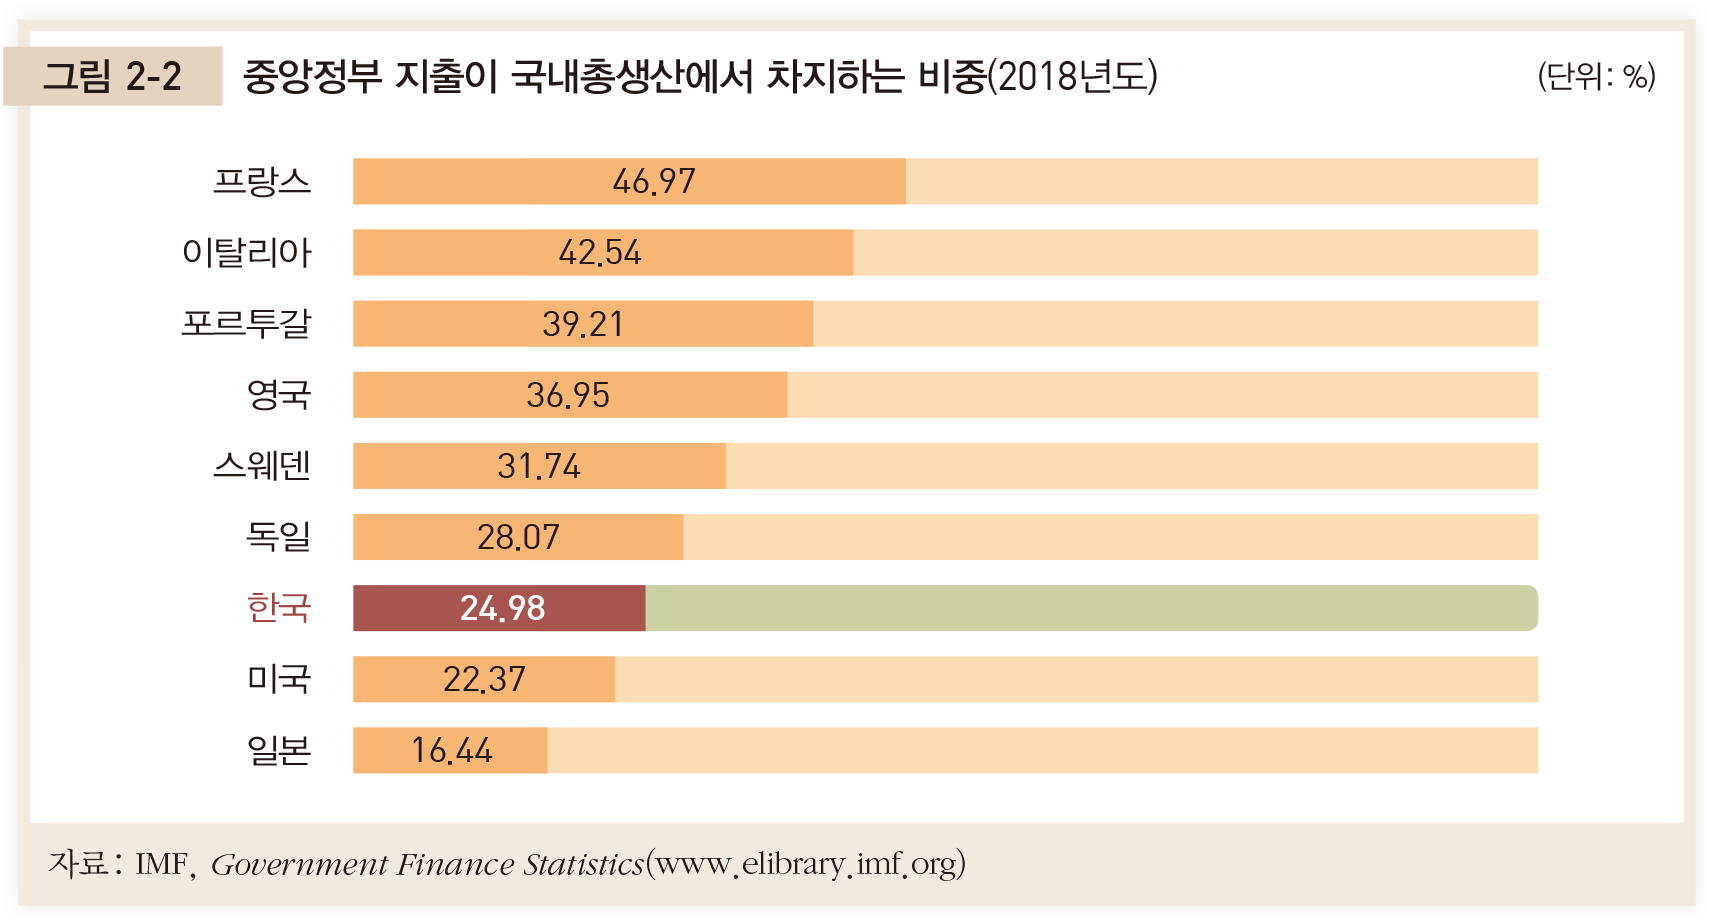 그림 2-2 중앙정부 지출이 국내총생산에서 차지하는 비중(2018년도) (단위: %)
프랑스 46.97
이탈리아 42.54
포르투갈 39.21
영국 36.95
스웨덴 31.74
독일 28.07
한국 24.98
미국 22.37
일본 16.44
자료: IMF, Government Finance Statistics(www.elibrary.imf.org)